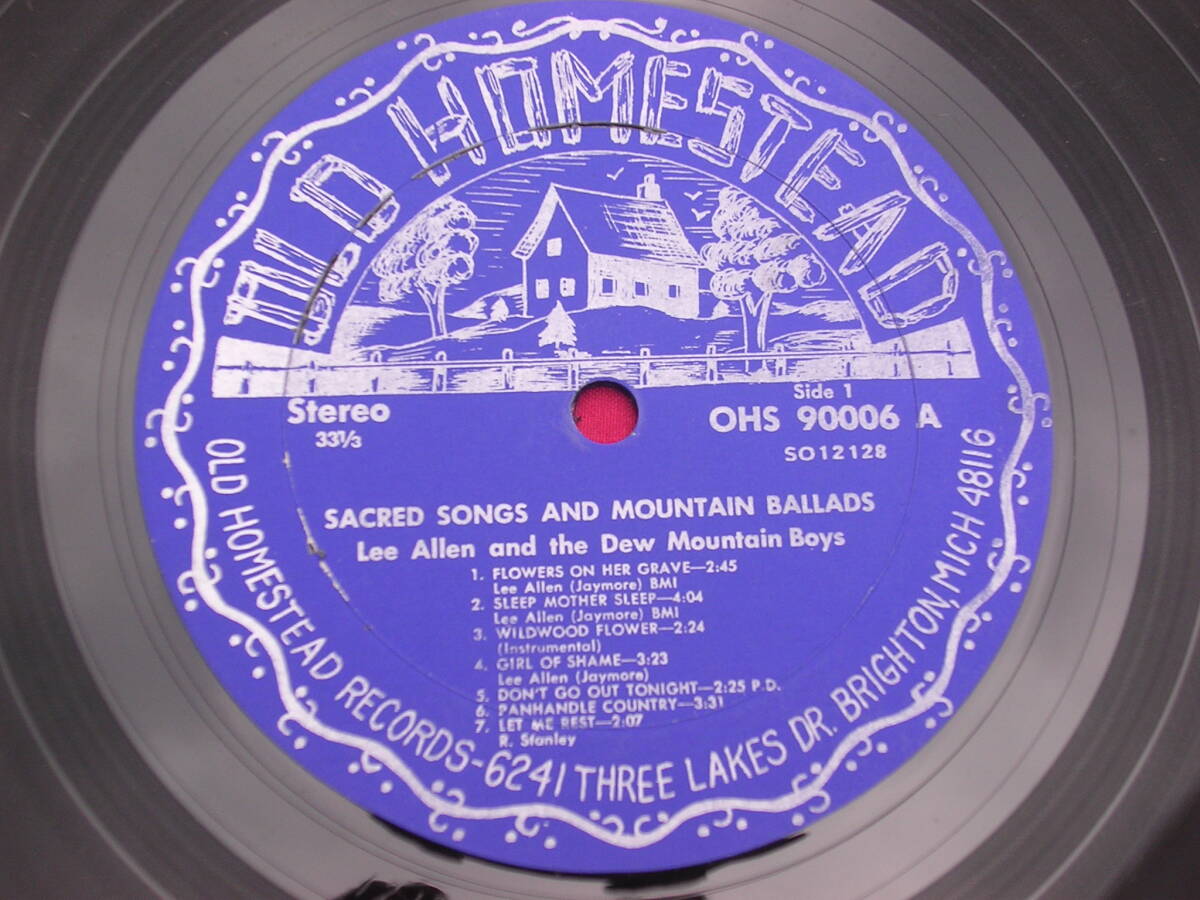 OLD HOMESTEAD
Stereo
33⅓
Side 1
OHS 90006 A
SO12128
SACRED SONGS AND MOUNTAIN BALLADS
Lee Allen and the Dew Mountain Boys
1. FLOWERS ON HER GRAVE—2:45
Lee Allen (Jaymore) BMI
2. SLEEP MOTHER SLEEP—4:04
Lee Allen (Jaymore) BMI
3. WILDWOOD FLOWER—2:24
(Instrumental)
4. GIRL OF SHAME—3:23
Lee Allen (Jaymore)
5. DON'T GO OUT TONIGHT—2:25 P.D.
6. PANHANDLE COUNTRY—3:31
7. LET ME REST—2:07
R. Stanley
OLD HOMESTEAD RECORDS-6241 THREE LAKES DR. BRIGHTON, MICH 48116